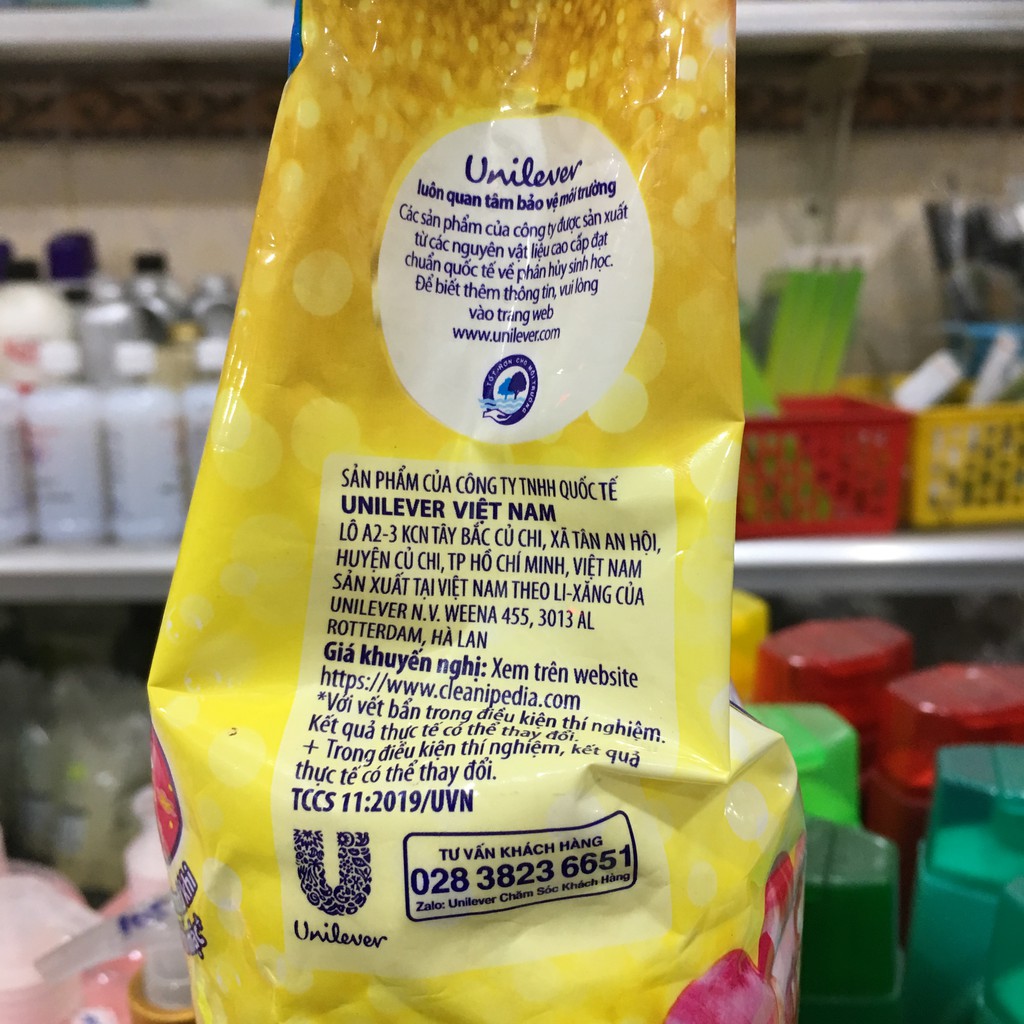 Unilever
luôn quan tâm bảo vệ môi trường
Các sản phẩm của công ty được sản xuất
từ các nguyên vật liệu cao cấp đạt
chuẩn quốc tế về phân hủy sinh học.
Để biết thêm thông tin, vui lòng
vào trang web
www.unilever.com
TỐT HƠN CHO MÔI TRƯỜNG
SẢN PHẨM CỦA CÔNG TY TNHH QUỐC TẾ
UNILEVER VIỆT NAM
LÔ A2-3 KCN TÂY BẮC CỦ CHI, XÃ TÂN AN HỘI,
HUYỆN CỦ CHI, TP HỒ CHÍ MINH, VIỆT NAM
SẢN XUẤT TẠI VIỆT NAM THEO LI-XĂNG CỦA
UNILEVER N.V. WEENA 455, 3013 AL
ROTTERDAM, HÀ LAN
Giá khuyến nghị: Xem trên website
https://www.cleanipedia.com
*Với vết bẩn trong điều kiện thí nghiệm.
Kết quả thực tế có thể thay đổi.
+ Trong điều kiện thí nghiệm, kết quả
thực tế có thể thay đổi.
TCCS 11:2019/UVN
Unilever
TƯ VẤN KHÁCH HÀNG
028 3823 6651
Zalo: Unilever Chăm Sóc Khách Hàng